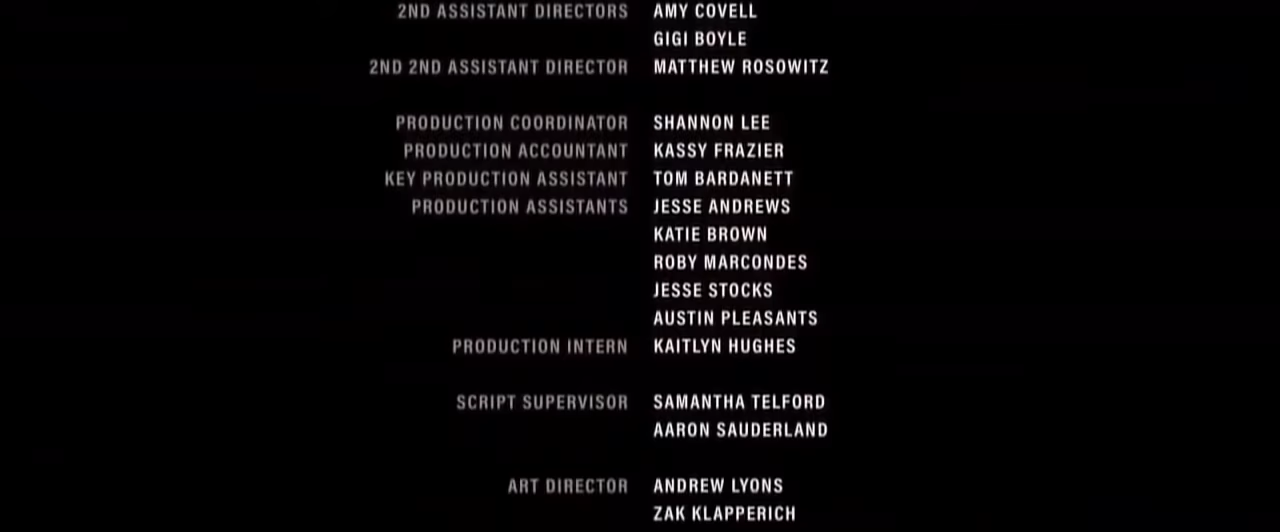 2ND ASSISTANT DIRECTORS AMY COVELL
GIGI BOYLE
2ND 2ND ASSISTANT DIRECTOR MATTHEW ROSOWITZ
PRODUCTION COORDINATOR SHANNON LEE
PRODUCTION ACCOUNTANT KASSY FRAZIER
KEY PRODUCTION ASSISTANT TOM BARDANETT
PRODUCTION ASSISTANTS JESSE ANDREWS
KATIE BROWN
ROBY MARCONDES
JESSE STOCKS
AUSTIN PLEASANTS
PRODUCTION INTERN KAITLYN HUGHES
SCRIPT SUPERVISOR SAMANTHA TELFORD
AARON SAUDERLAND
ART DIRECTOR ANDREW LYONS
ZAK KLAPPERICH